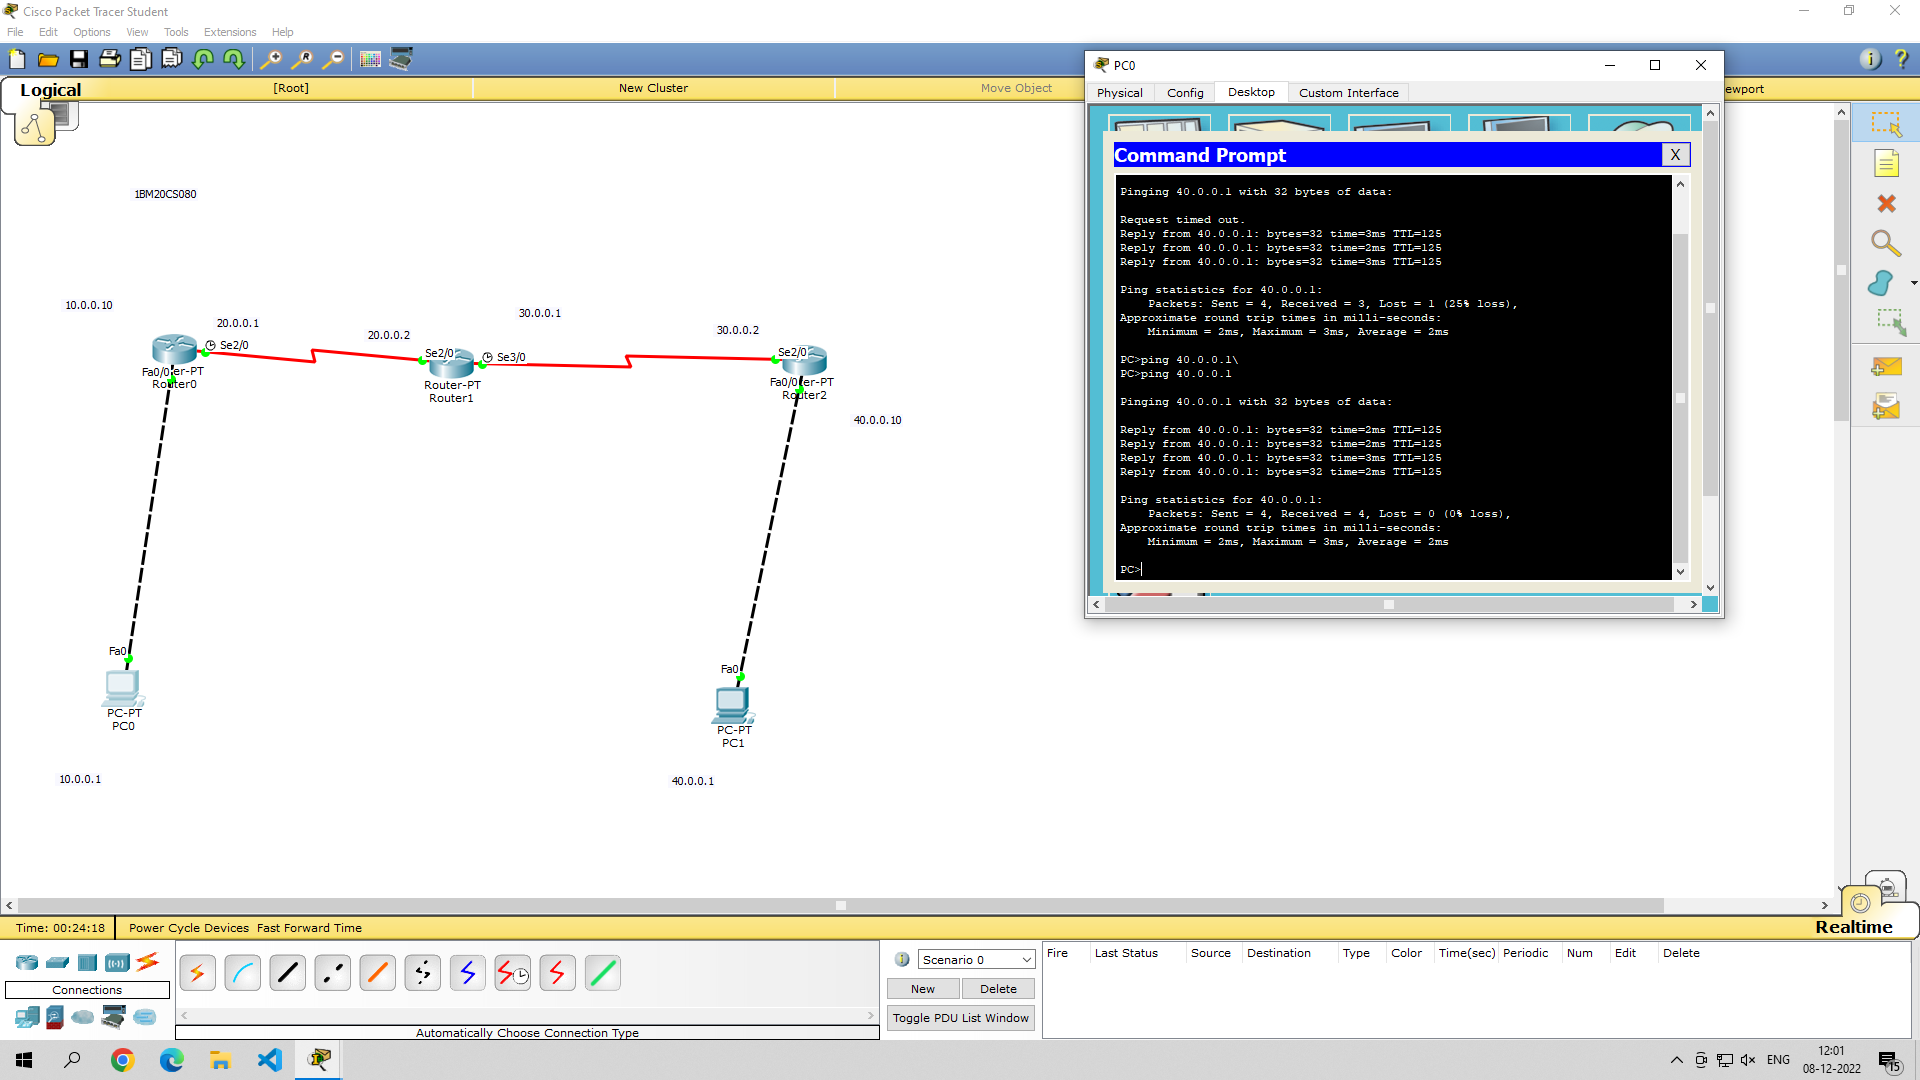 Cisco Packet Tracer Student
File Edit Options View Tools Extensions Help
Logical [Root] New Cluster Move Object ewport
1BM20CS080
10.0.0.10
20.0.0.1
20.0.0.2
30.0.0.1
30.0.0.2
40.0.0.10
Se2/0
Fa0/0er-PT
Router0
Se2/0
Se3/0
Router-PT
Router1
Se2/0
Fa0/0er-PT
Router2
Fa0
PC-PT
PC0
10.0.0.1
Fa0
PC-PT
PC1
40.0.0.1
PC0
Physical Config Desktop Custom Interface
Command Prompt X
Pinging 40.0.0.1 with 32 bytes of data:
Request timed out.
Reply from 40.0.0.1: bytes=32 time=3ms TTL=125
Reply from 40.0.0.1: bytes=32 time=2ms TTL=125
Reply from 40.0.0.1: bytes=32 time=3ms TTL=125
Ping statistics for 40.0.0.1:
Packets: Sent = 4, Received = 3, Lost = 1 (25% loss),
Approximate round trip times in milli-seconds:
Minimum = 2ms, Maximum = 3ms, Average = 2ms
PC>ping 40.0.0.1\
PC>ping 40.0.0.1
Pinging 40.0.0.1 with 32 bytes of data:
Reply from 40.0.0.1: bytes=32 time=2ms TTL=125
Reply from 40.0.0.1: bytes=32 time=2ms TTL=125
Reply from 40.0.0.1: bytes=32 time=3ms TTL=125
Reply from 40.0.0.1: bytes=32 time=2ms TTL=125
Ping statistics for 40.0.0.1:
Packets: Sent = 4, Received = 4, Lost = 0 (0% loss),
Approximate round trip times in milli-seconds:
Minimum = 2ms, Maximum = 3ms, Average = 2ms
PC>
Time: 00:24:18 Power Cycle Devices Fast Forward Time Realtime
Connections
Automatically Choose Connection Type
Scenario 0
New Delete
Toggle PDU List Window
Fire Last Status Source Destination Type Color Time(sec) Periodic Num Edit Delete
ENG
12:01
08-12-2022
15